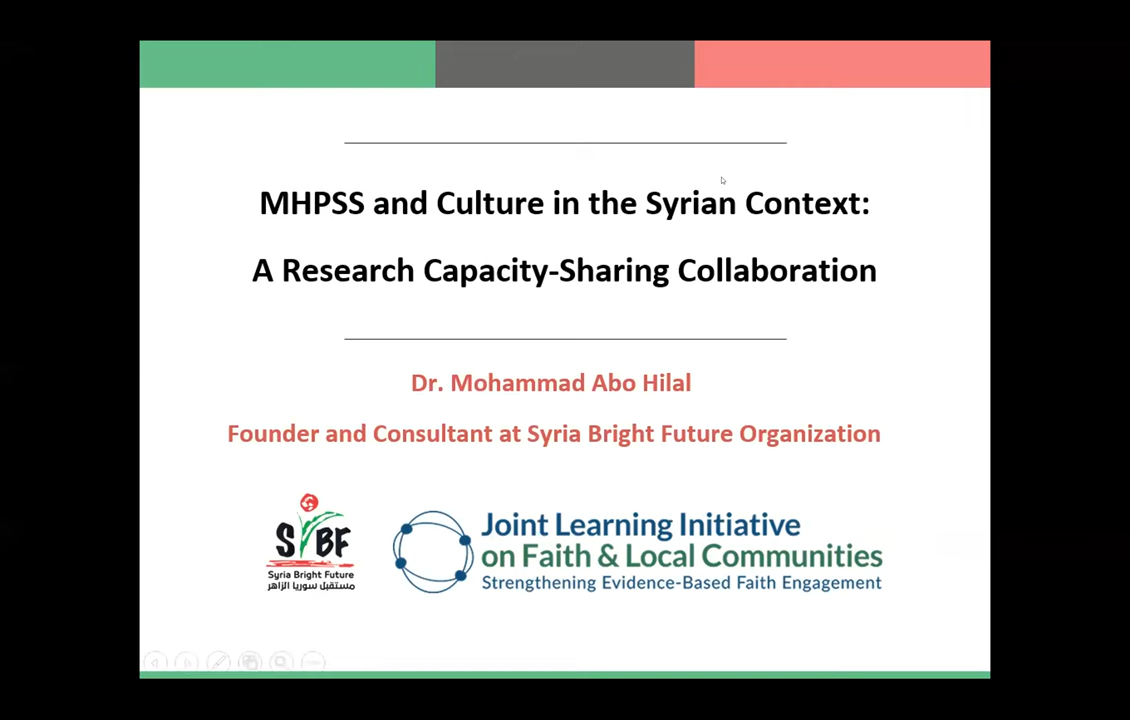 MHPSS and Culture in the Syrian Context:
A Research Capacity-Sharing Collaboration
Dr. Mohammad Abo Hilal
Founder and Consultant at Syria Bright Future Organization
SYBF
Syria Bright Future
مستقبل سوريا الزاهر
Joint Learning Initiative
on Faith & Local Communities
Strengthening Evidence-Based Faith Engagement